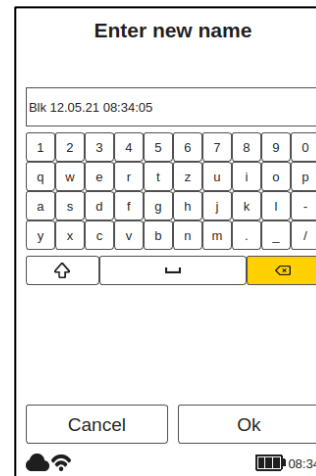 Enter new name
Blk 12.05.21 08:34:05
1 2 3 4 5 6 7 8 9 0
q w e r t z u i o p
a s d f g h j k l -
y x c v b n m . _ /
Cancel Ok
08:34